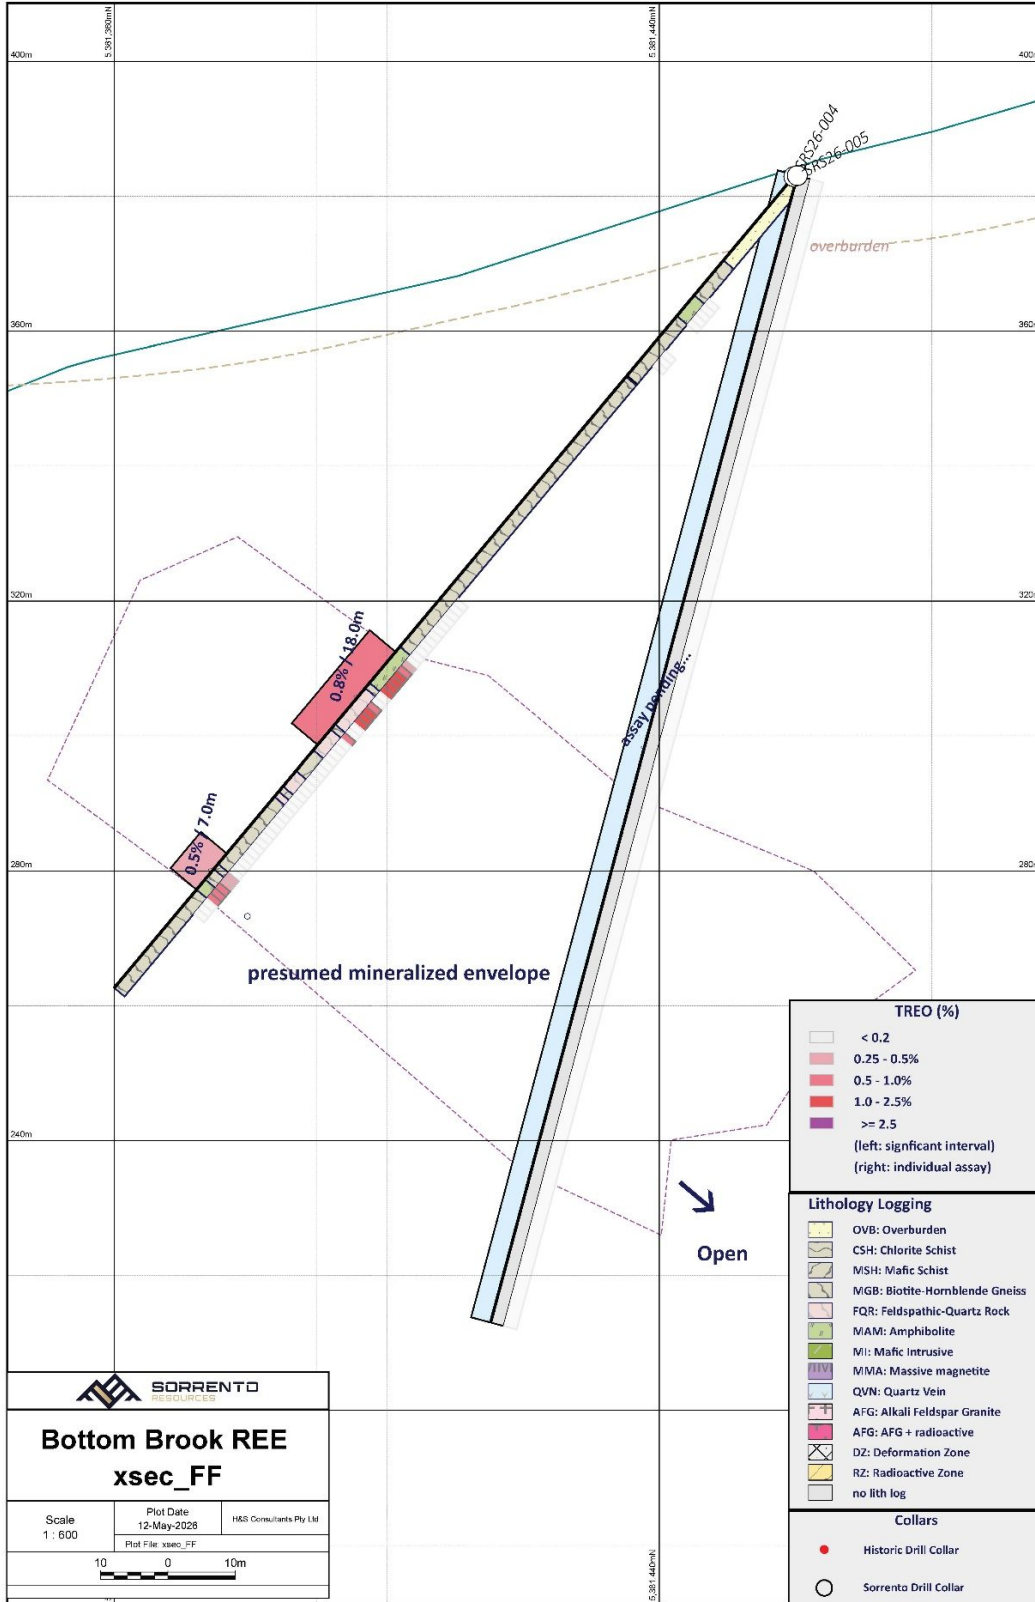 5,381,360mN
5,381,440mN
400m
400
SRS26-004
SRS26-005
overburden
360m
360
320m
320
0.8% / 18.0m
assay pending...
0.5% / 7.0m
280m
280
presumed mineralized envelope
240m
Open
TREO (%)
< 0.2
0.25 - 0.5%
0.5 - 1.0%
1.0 - 2.5%
>= 2.5
(left: signficant interval)
(right: individual assay)
Lithology Logging
OVB: Overburden
CSH: Chlorite Schist
MSH: Mafic Schist
MGB: Biotite-Hornblende Gneiss
FQR: Feldspathic-Quartz Rock
MAM: Amphibolite
MI: Mafic Intrusive
MMA: Massive magnetite
QVN: Quartz Vein
AFG: Alkali Feldspar Granite
AFG: AFG + radioactive
DZ: Deformation Zone
RZ: Radioactive Zone
no lith log
Collars
Historic Drill Collar
Sorrento Drill Collar
SORRENTO
RESOURCES
Bottom Brook REE
xsec_FF
Scale
1 : 600
Plot Date
12-May-2026
H&S Consultants Pty Ltd
Plot File: xsec_FF
10 0 10m
5,381,440mN